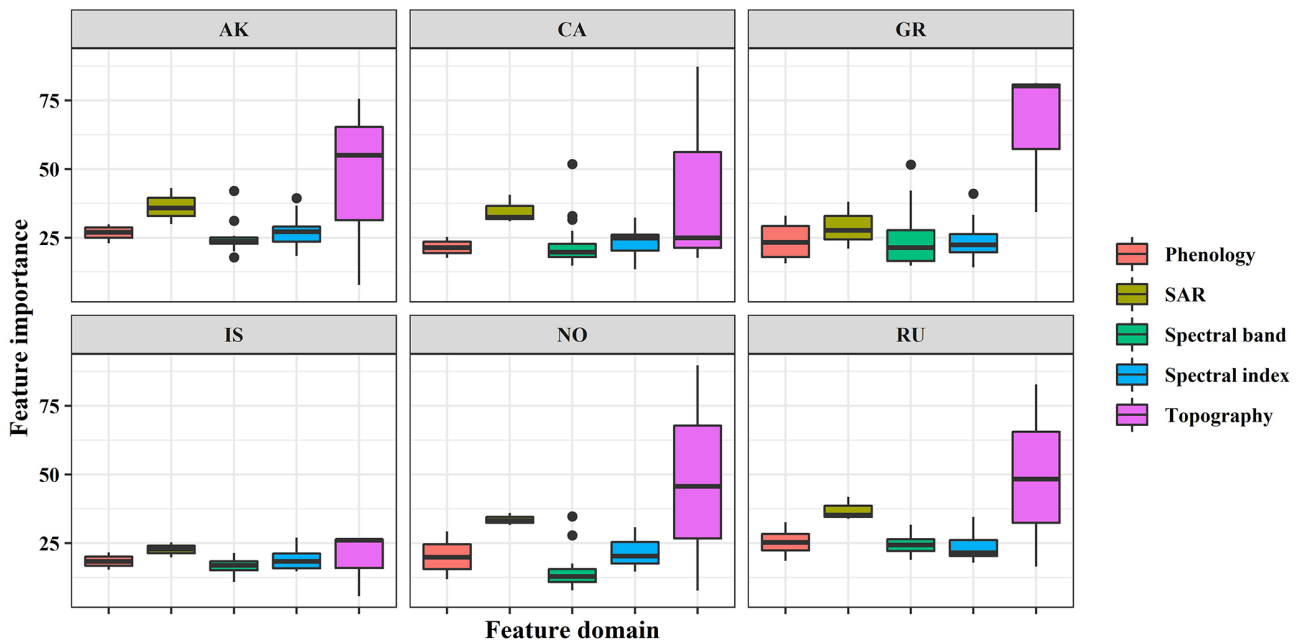 AK
CA
GR
75
50
25
IS
NO
RU
75
50
25
Feature importance
Feature domain
Phenology
SAR
Spectral band
Spectral index
Topography